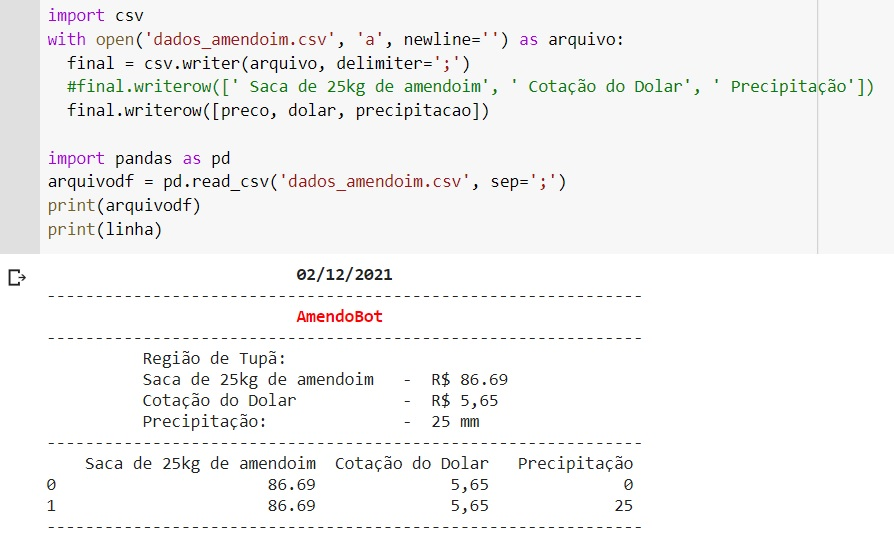 import csv
with open('dados_amendoim.csv', 'a', newline='') as arquivo:
  final = csv.writer(arquivo, delimiter=';')
  #final.writerow([' Saca de 25kg de amendoim', ' Cotação do Dolar', ' Precipitação'])
  final.writerow([preco, dolar, precipitacao])

import pandas as pd
arquivodf = pd.read_csv('dados_amendoim.csv', sep=';')
print(arquivodf)
print(linha)
02/12/2021
--------------------------------------------------------------
AmendoBot
--------------------------------------------------------------
Região de Tupã:
Saca de 25kg de amendoim   -  R$ 86.69
Cotação do Dolar           -  R$ 5,65
Precipitação:              -  25 mm
--------------------------------------------------------------
    Saca de 25kg de amendoim  Cotação do Dolar   Precipitação
0                      86.69              5,65              0
1                      86.69              5,65             25
--------------------------------------------------------------